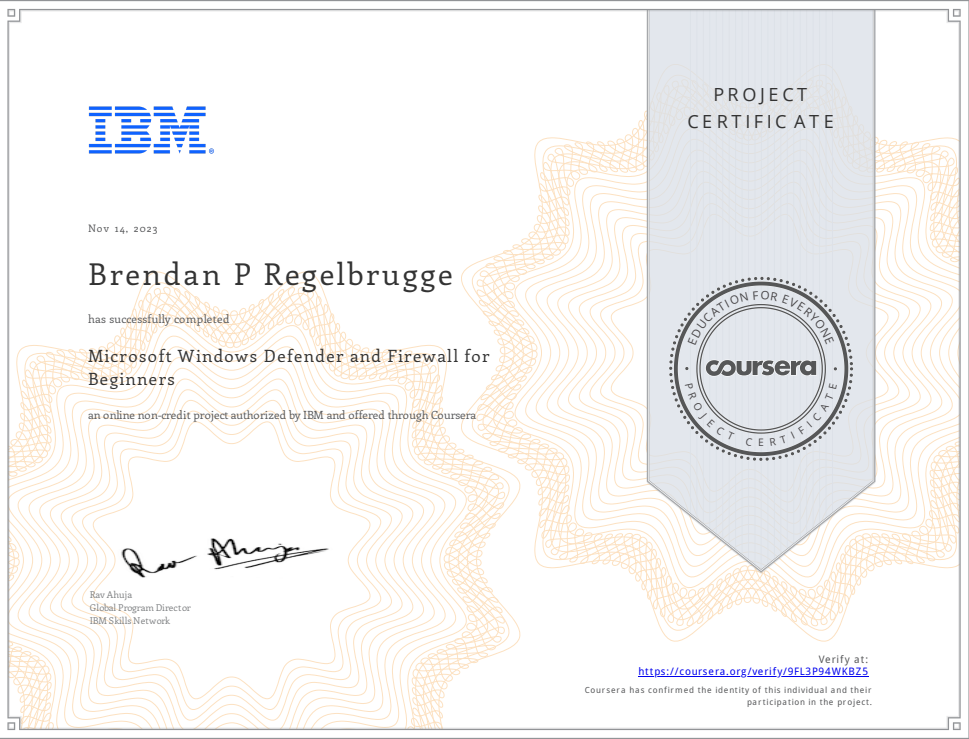 IBM®
PROJECT
CERTIFICATE
Nov 14, 2023
Brendan P Regelbrugge
has successfully completed
Microsoft Windows Defender and Firewall for
Beginners
an online non-credit project authorized by IBM and offered through Coursera
EDUCATION FOR EVERYONE
coursera
PROJECT CERTIFICATE
Rav Ahuja
Rav Ahuja
Global Program Director
IBM Skills Network
Verify at:
https://coursera.org/verify/9FL3P94WKBZ5
Coursera has confirmed the identity of this individual and their
participation in the project.